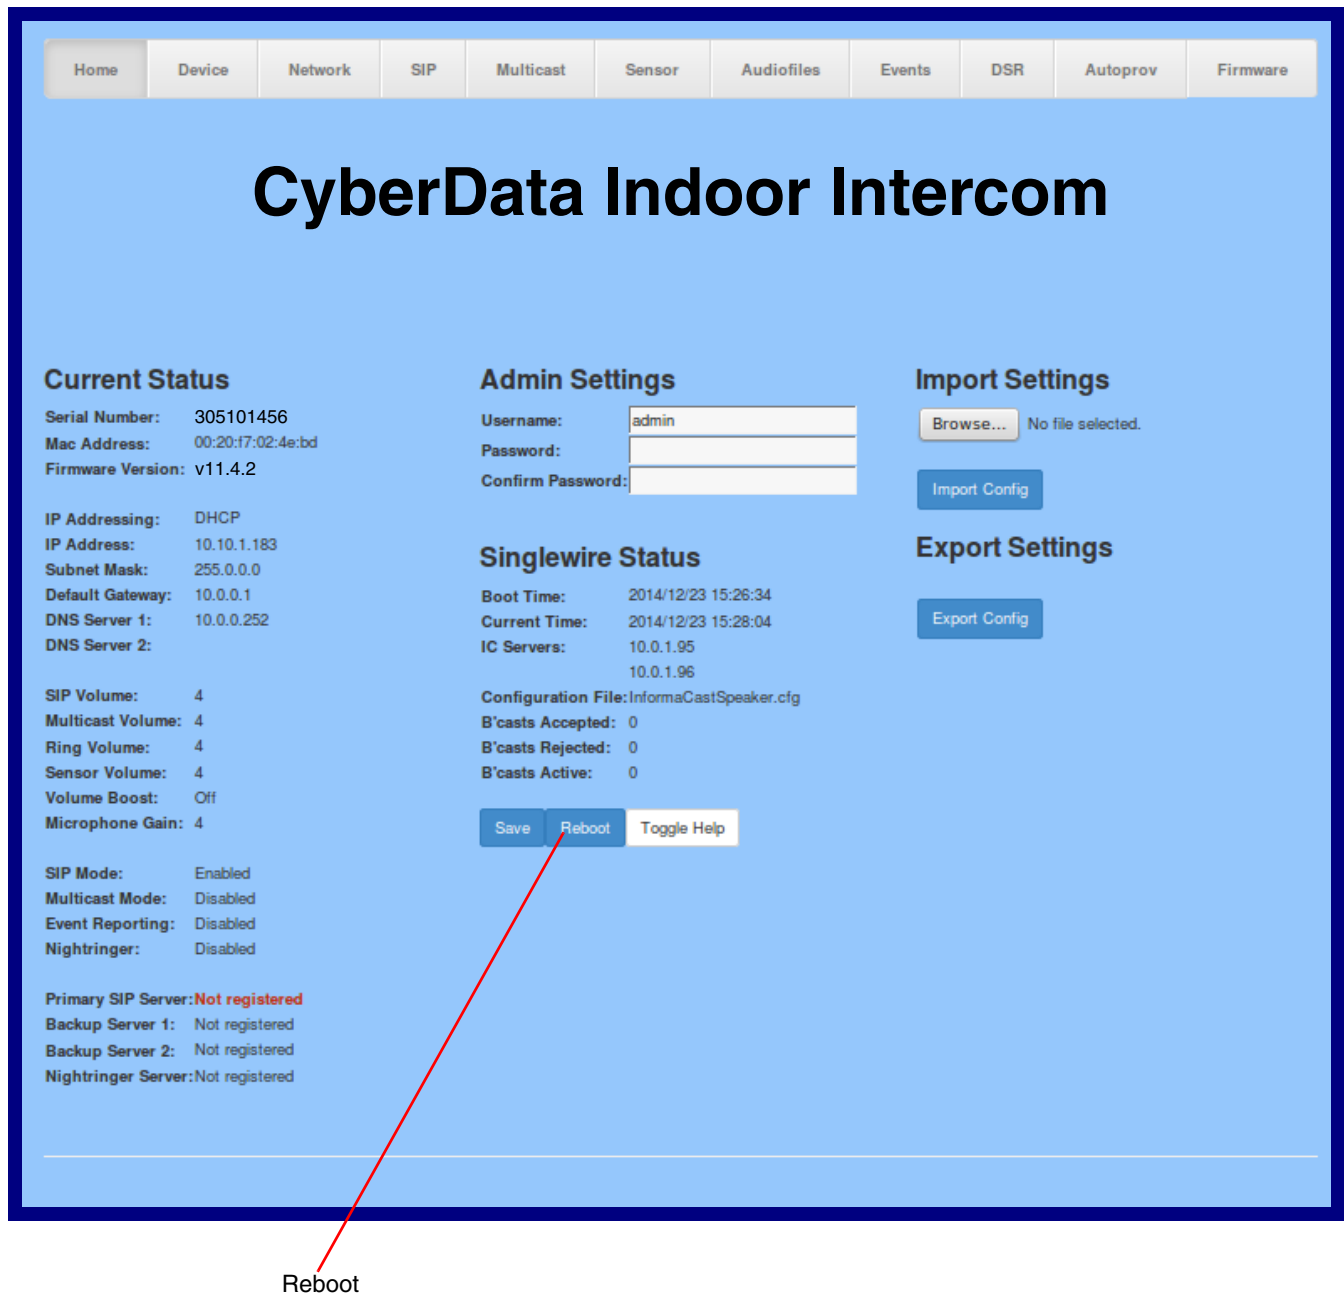 Home Device Network SIP Multicast Sensor Audiofiles Events DSR Autoprov Firmware
CyberData Indoor Intercom
Current Status
Serial Number: 305101456
Mac Address: 00:20:f7:02:4e:bd
Firmware Version: v11.4.2
IP Addressing: DHCP
IP Address: 10.10.1.183
Subnet Mask: 255.0.0.0
Default Gateway: 10.0.0.1
DNS Server 1: 10.0.0.252
DNS Server 2:
SIP Volume: 4
Multicast Volume: 4
Ring Volume: 4
Sensor Volume: 4
Volume Boost: Off
Microphone Gain: 4
SIP Mode: Enabled
Multicast Mode: Disabled
Event Reporting: Disabled
Nightringer: Disabled
Primary SIP Server: Not registered
Backup Server 1: Not registered
Backup Server 2: Not registered
Nightringer Server: Not registered
Admin Settings
Username: admin
Password:
Confirm Password:
Singlewire Status
Boot Time: 2014/12/23 15:26:34
Current Time: 2014/12/23 15:28:04
IC Servers: 10.0.1.95
10.0.1.96
Configuration File: InformaCastSpeaker.cfg
B'casts Accepted: 0
B'casts Rejected: 0
B'casts Active: 0
Save Reboot Toggle Help
Import Settings
Browse... No file selected.
Import Config
Export Settings
Export Config
Reboot